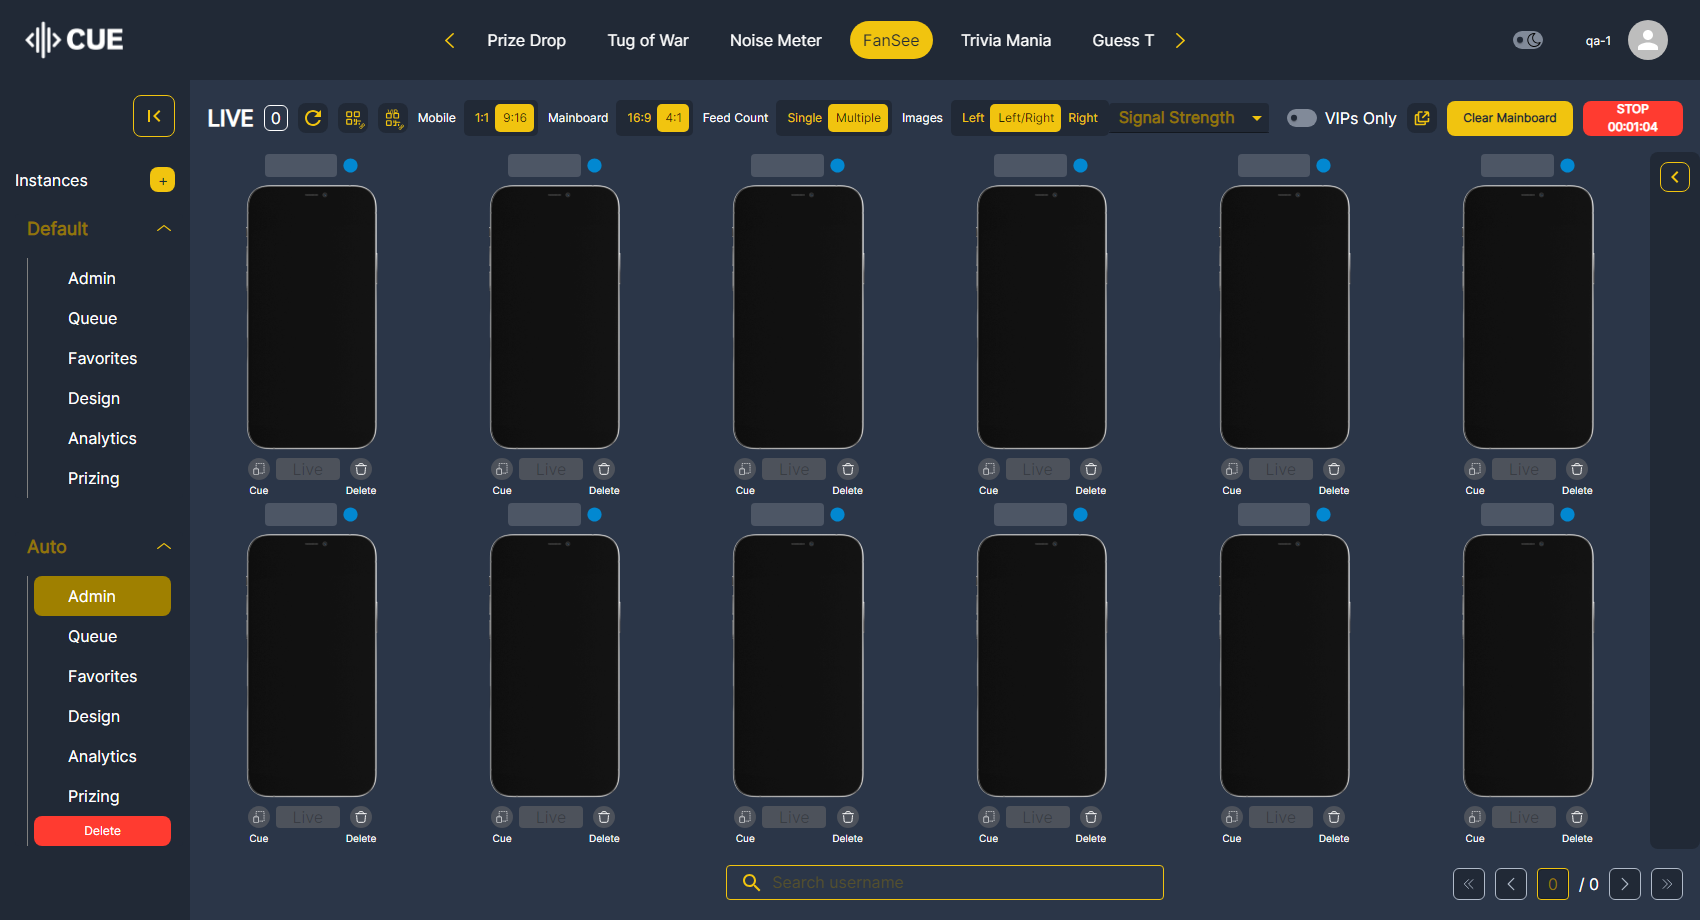 CUE
Prize Drop Tug of War Noise Meter FanSee Trivia Mania Guess T
qa-1
LIVE 0 Mobile 1:1 9:16 Mainboard 16:9 4:1 Feed Count Single Multiple Images Left Left/Right Right Signal Strength VIPs Only Clear Mainboard STOP
00:01:04
Instances +
Default
Admin
Queue
Favorites
Design
Analytics
Prizing
Auto
Admin
Queue
Favorites
Design
Analytics
Prizing
Delete
Live Live Live Live Live Live
Cue Delete Cue Delete Cue Delete Cue Delete Cue Delete Cue Delete
Live Live Live Live Live Live
Cue Delete Cue Delete Cue Delete Cue Delete Cue Delete Cue Delete
Search username
0 / 0